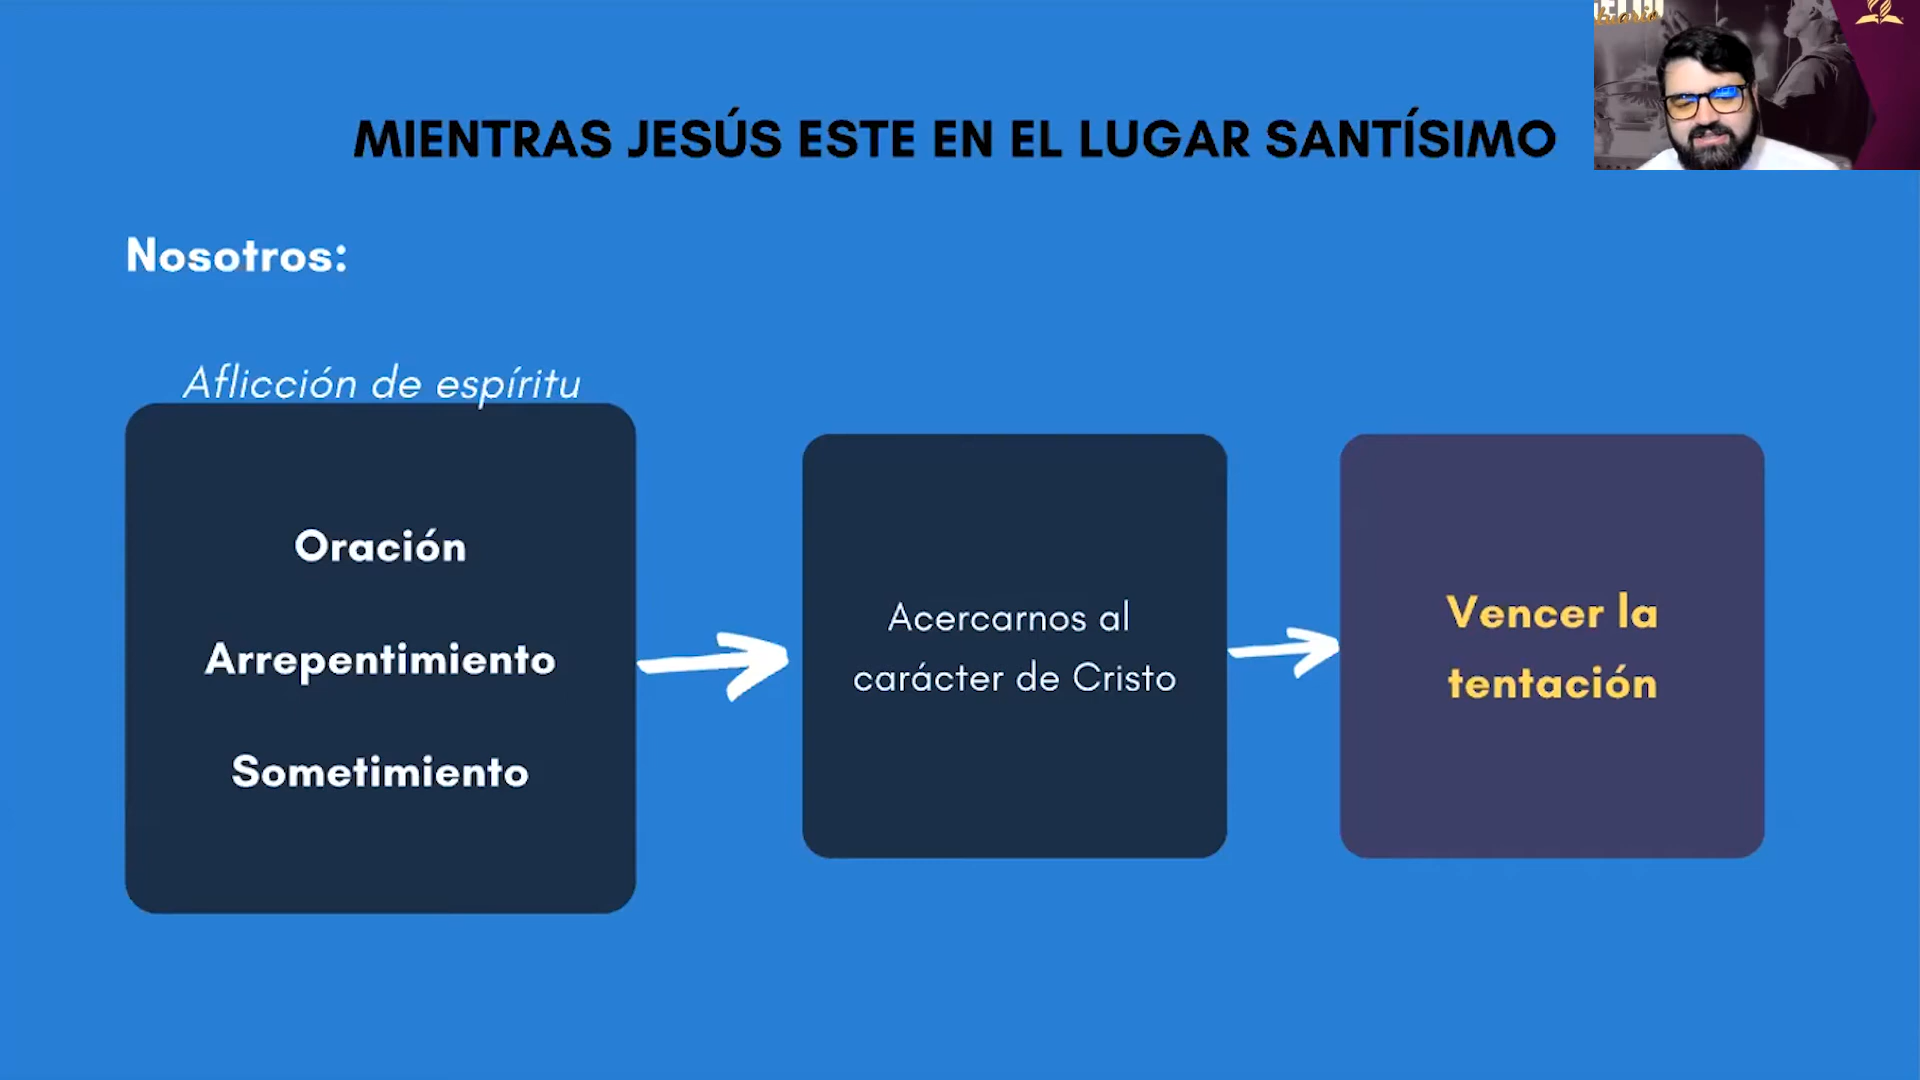 MIENTRAS JESÚS ESTE EN EL LUGAR SANTÍSIMO
Nosotros:
Aflicción de espíritu
Oración
Arrepentimiento
Sometimiento
Acercarnos al
carácter de Cristo
Vencer la
tentación